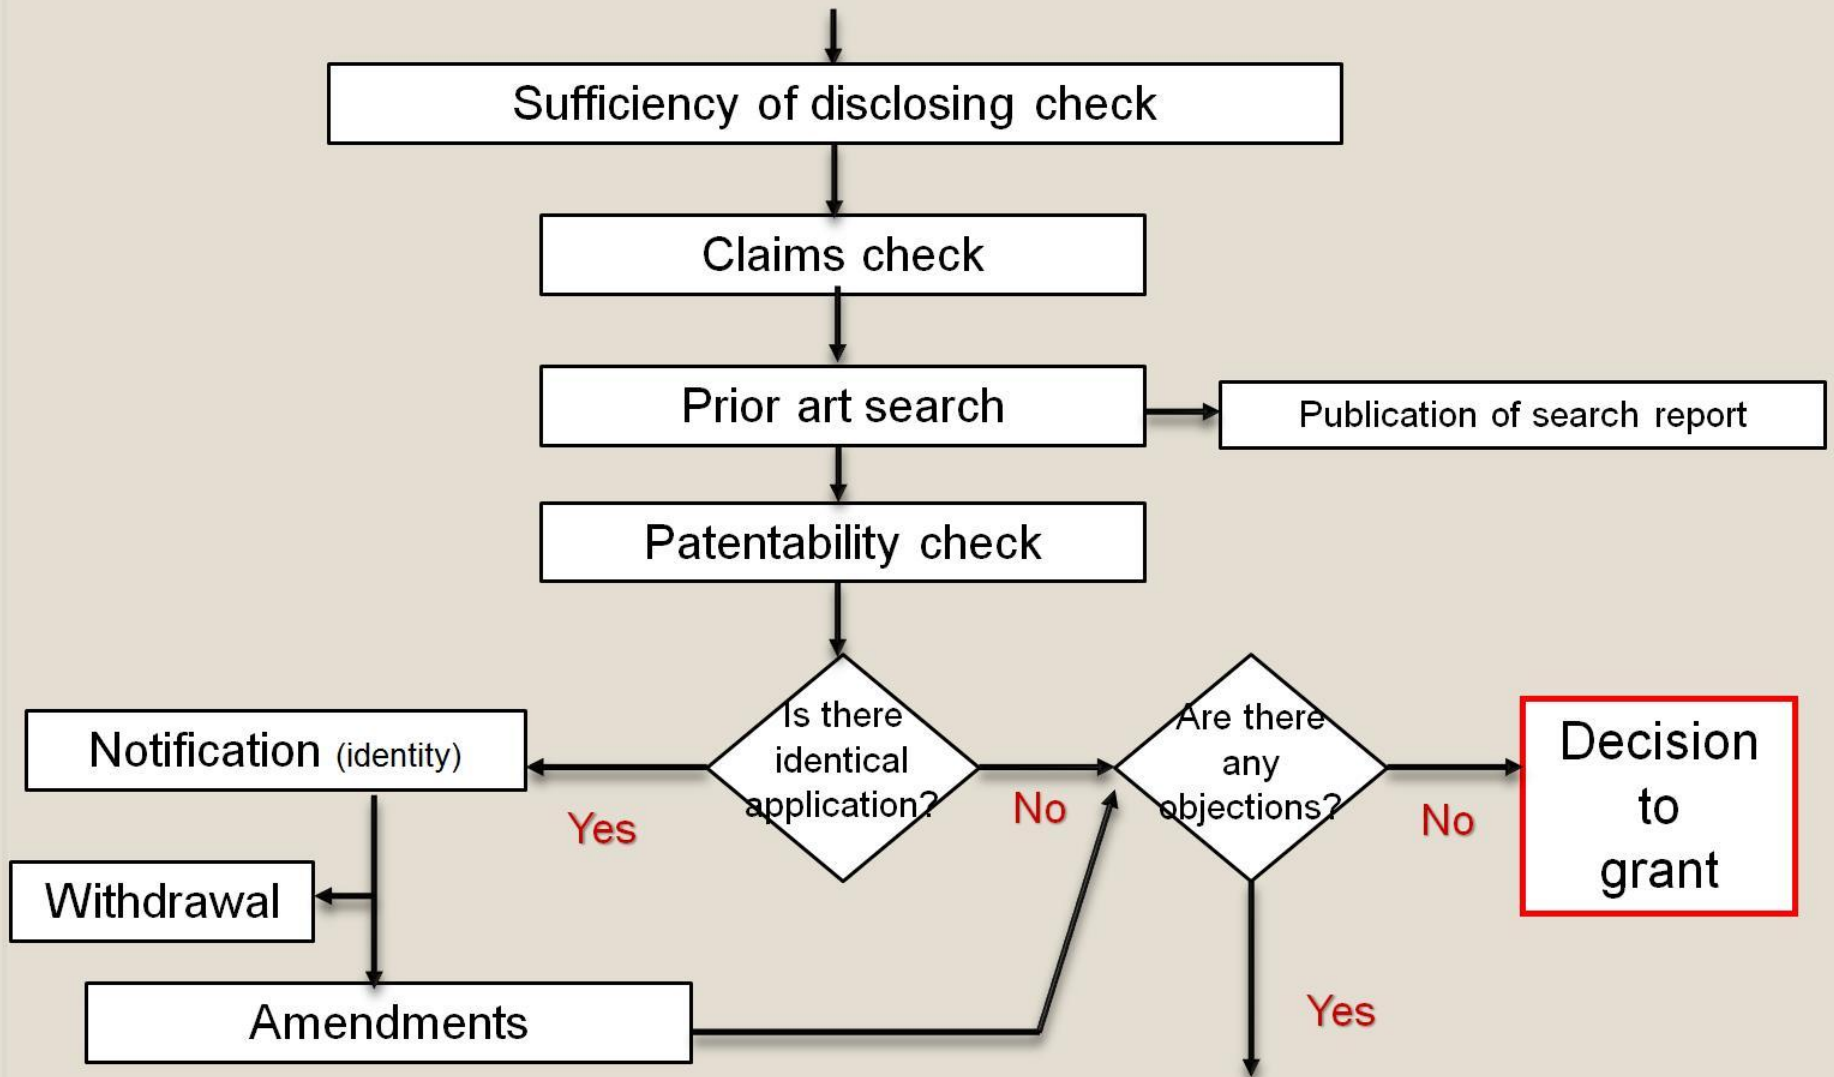 Sufficiency of disclosing check
Claims check
Prior art search
Publication of search report
Patentability check
Is there
identical
application?
Are there
any
objections?
Decision
to
grant
Notification (identity)
Yes
No
No
Withdrawal
Amendments
Yes